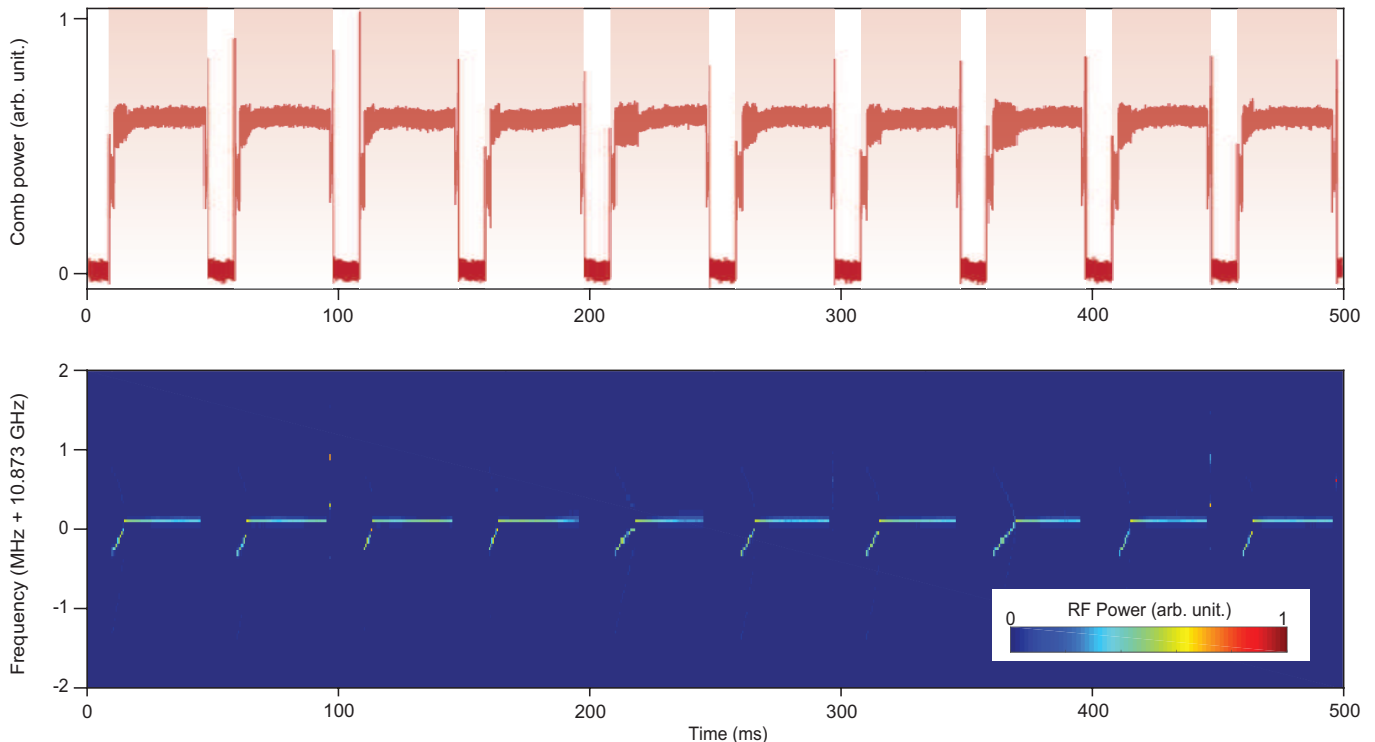 Comb power (arb. unit.)
1
0
0 100 200 300 400 500
Frequency (MHz + 10.873 GHz)
2
1
0
-1
-2
RF Power (arb. unit.)
0 1
0 100 200 300 400 500
Time (ms)